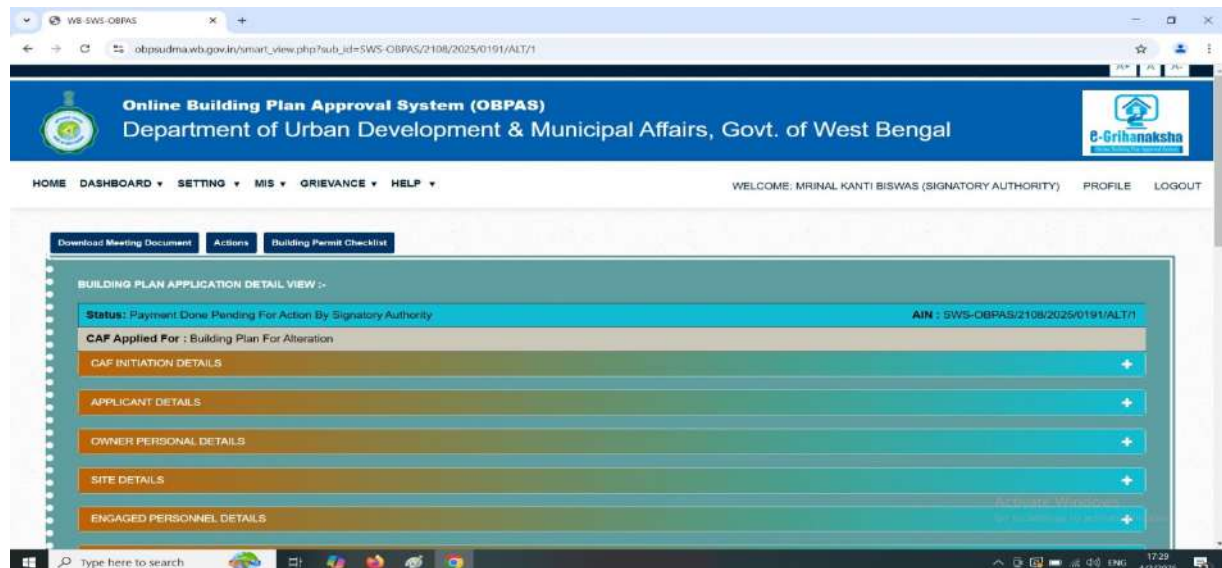 WB-SWS-OBPAS
obpsudma.wb.gov.in/smart_view.php?sub_id=SWS-OBPAS/2108/2025/0191/ALT/1
A+ A A-
Online Building Plan Approval System (OBPAS)
Department of Urban Development & Municipal Affairs, Govt. of West Bengal
e-Grihanaksha
HOME DASHBOARD SETTING MIS GRIEVANCE HELP WELCOME: MRINAL KANTI BISWAS (SIGNATORY AUTHORITY) PROFILE LOGOUT
Download Meeting Document Actions Building Permit Checklist
BUILDING PLAN APPLICATION DETAIL VIEW :-
Status: Payment Done Pending For Action By Signatory Authority AIN : SWS-OBPAS/2108/2025/0191/ALT/1
CAF Applied For : Building Plan For Alteration
CAF INITIATION DETAILS
APPLICANT DETAILS
OWNER PERSONAL DETAILS
SITE DETAILS
Activate Windows
ENGAGED PERSONNEL DETAILS
Type here to search ENG 17:29